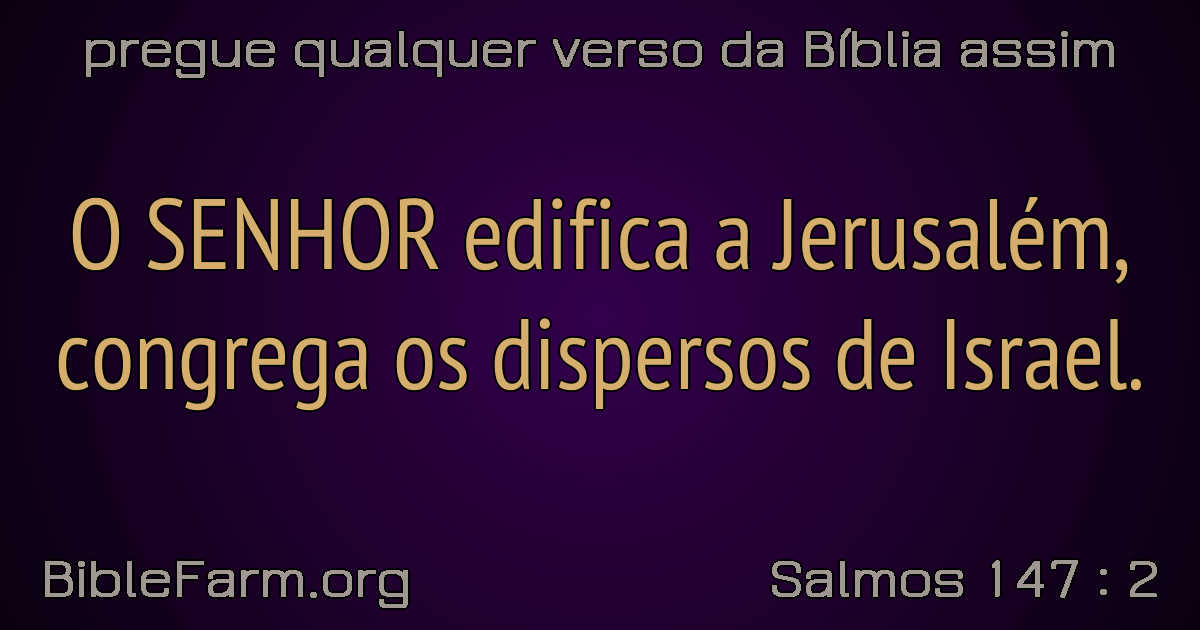 pregue qualquer verso da Bíblia assim
O SENHOR edifica a Jerusalém,
congrega os dispersos de Israel.
BibleFarm.org
Salmos 147 : 2